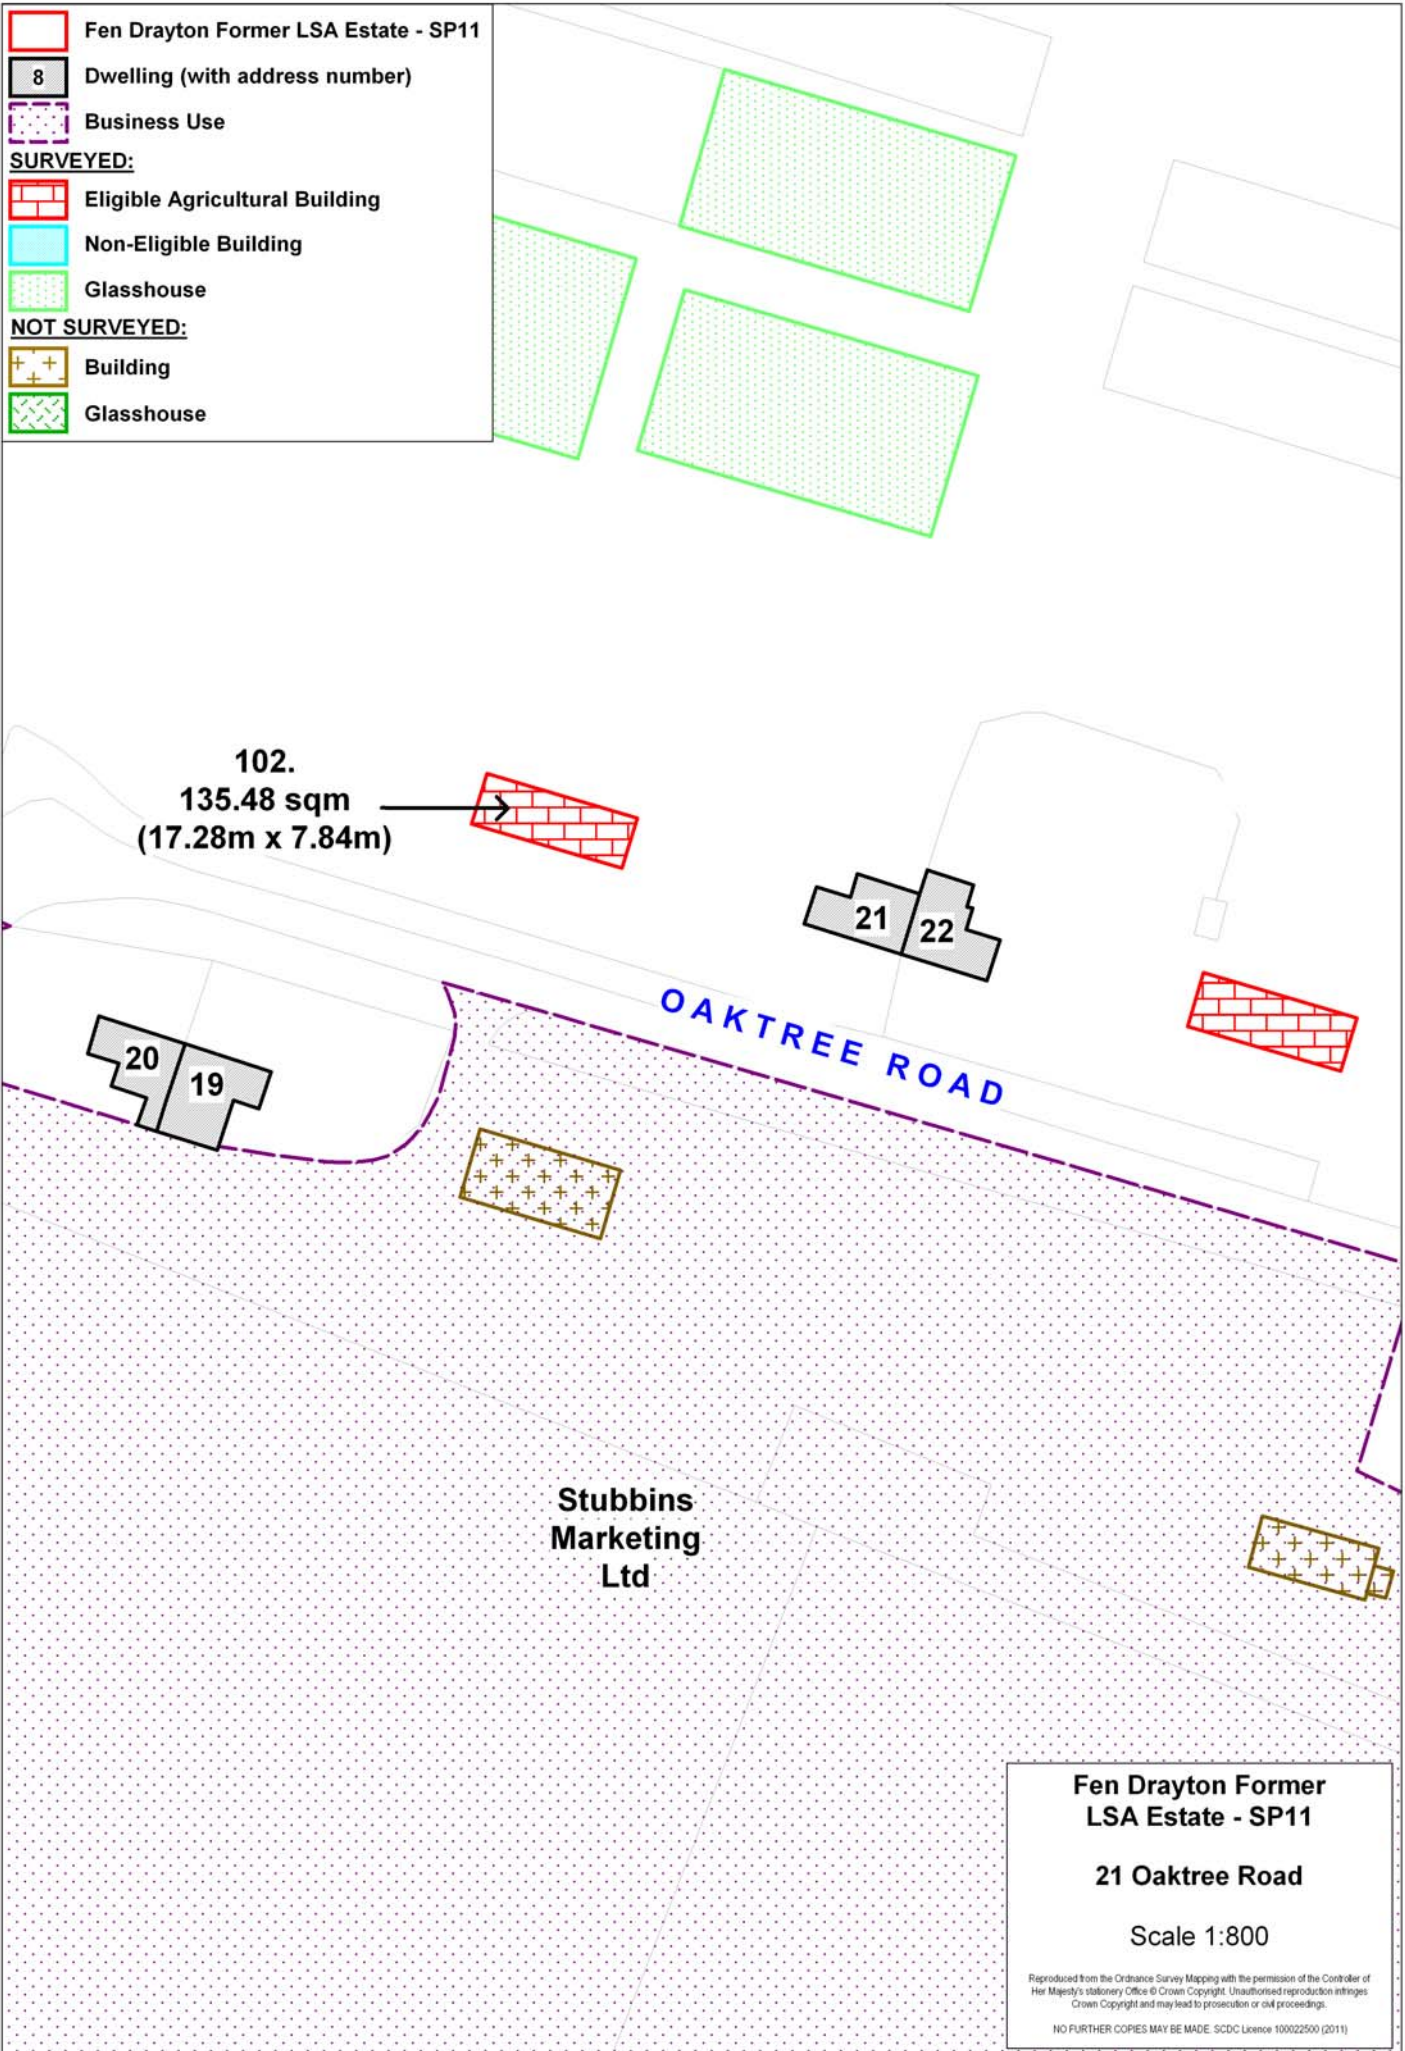 Fen Drayton Former LSA Estate - SP11
8 Dwelling (with address number)
Business Use
SURVEYED:
Eligible Agricultural Building
Non-Eligible Building
Glasshouse
NOT SURVEYED:
Building
Glasshouse
102.
135.48 sqm
(17.28m x 7.84m)
21
22
OAKTREE ROAD
20
19
Stubbins
Marketing
Ltd
Fen Drayton Former
LSA Estate - SP11
21 Oaktree Road
Scale 1:800
Reproduced from the Ordnance Survey Mapping with the permission of the Controller of
Her Majesty's stationery Office © Crown Copyright. Unauthorised reproduction infringes
Crown Copyright and may lead to prosecution or civil proceedings.
NO FURTHER COPIES MAY BE MADE. SCDC Licence 100022500 (2011)